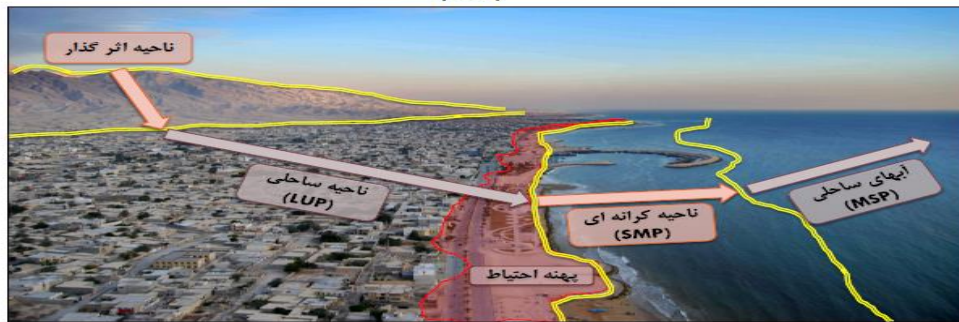 ناحیه اثر گذار
ناحیه ساحلی
(LUP)
ناحیه کرانه ای
(SMP)
آبهای ساحلی
(MSP)
پهنه احتیاط